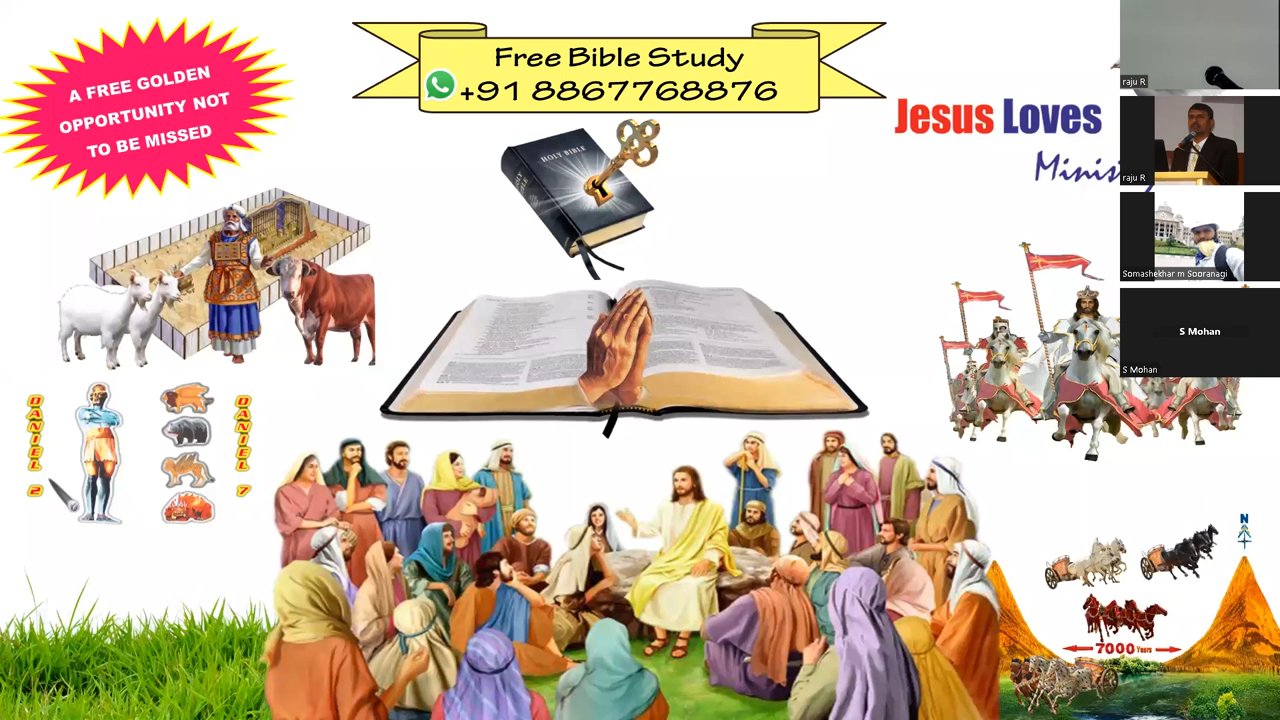 A FREE GOLDEN
OPPORTUNITY NOT
TO BE MISSED
Free Bible Study
+91 8867768876
HOLY BIBLE
Jesus Loves
DANIEL 2
DANIEL 7
N
7000 Years
raju R
raju R
Somashekhar m Sooranagi
S Mohan
S Mohan